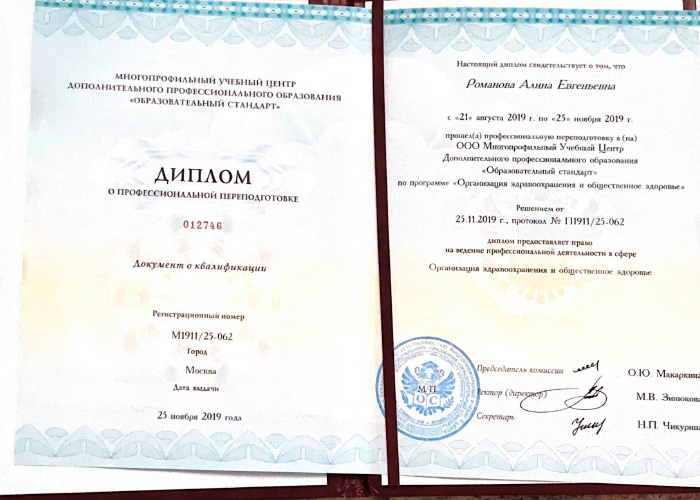 МНОГОПРОФИЛЬНЫЙ УЧЕБНЫЙ ЦЕНТР
ДОПОЛНИТЕЛЬНОГО ПРОФЕССИОНАЛЬНОГО ОБРАЗОВАНИЯ
«ОБРАЗОВАТЕЛЬНЫЙ СТАНДАРТ»
ДИПЛОМ
О ПРОФЕССИОНАЛЬНОЙ ПЕРЕПОДГОТОВКЕ
012746
Документ о квалификации
Регистрационный номер
М1911/25-062
Город
Москва
Дата выдачи
25 ноября 2019 года
Настоящий диплом свидетельствует о том, что
Романова Алина Евгеньевна
с «21» августа 2019 г. по «25» ноября 2019 г.
прошел(а) профессиональную переподготовку в (на)
ООО Многопрофильный Учебный Центр
Дополнительного профессионального образования
«Образовательный стандарт»
по программе «Организация здравоохранения и общественное здоровье»
Решением от
25.11.2019 г., протокол № П1911/25-062
диплом предоставляет право
на ведение профессиональной деятельности в сфере
Организация здравоохранения и общественное здоровье
Председатель комиссии О.Ю. Макаркина
М.П.
Ректор (директор) М.В. Зинюкова
ОС
Секретарь Н.П. Чикурина